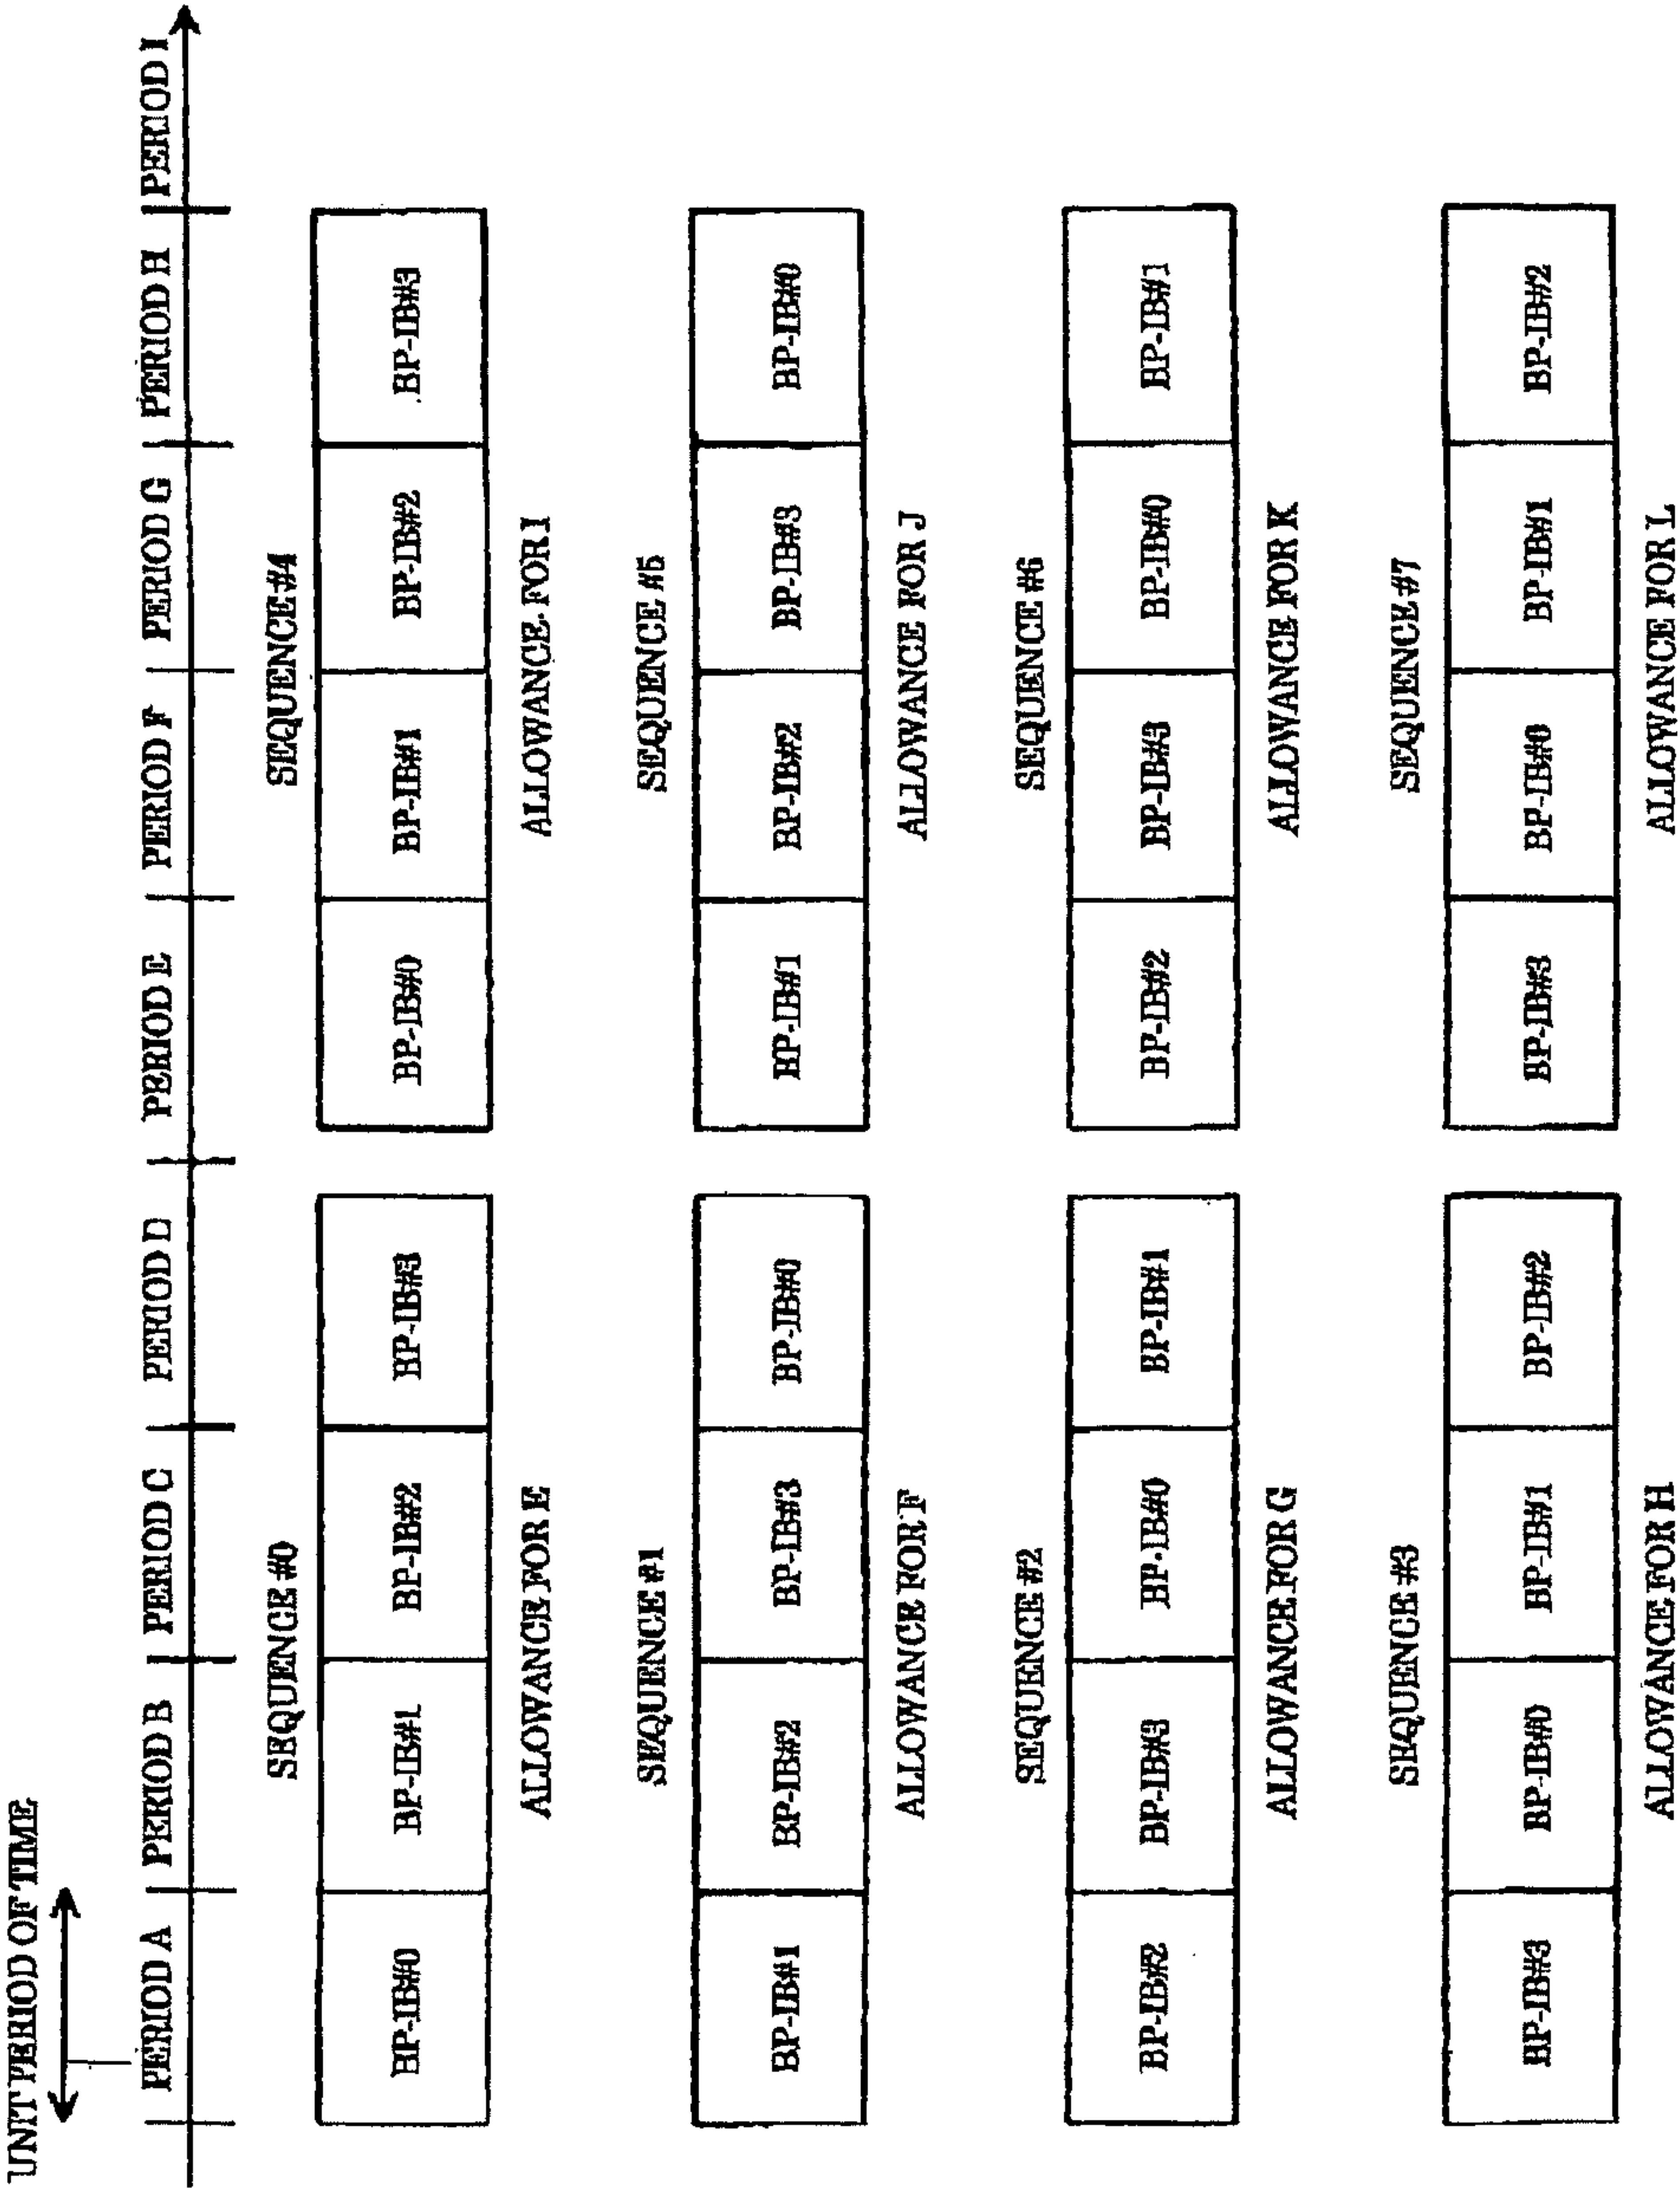 UNIT PERIOD OF TIME
PERIOD A PERIOD B PERIOD C PERIOD D PERIOD E PERIOD F PERIOD G PERIOD H PERIOD I
SEQUENCE #0 SEQUENCE #4
BP-IB#0 BP-IB#1 BP-IB#2 BP-IB#3 BP-IB#0 BP-IB#1 BP-IB#2 BP-IB#3
ALLOWANCE FOR E ALLOWANCE FOR I
SEQUENCE #1 SEQUENCE #5
BP-IB#1 BP-IB#2 BP-IB#3 BP-IB#0 BP-IB#1 BP-IB#2 BP-IB#3 BP-IB#0
ALLOWANCE FOR F ALLOWANCE FOR J
SEQUENCE #2 SEQUENCE #6
BP-IB#2 BP-IB#3 BP-IB#0 BP-IB#1 BP-IB#2 BP-IB#3 BP-IB#0 BP-IB#1
ALLOWANCE FOR G ALLOWANCE FOR K
SEQUENCE #3 SEQUENCE #7
BP-IB#3 BP-IB#0 BP-IB#1 BP-IB#2 BP-IB#3 BP-IB#0 BP-IB#1 BP-IB#2
ALLOWANCE FOR H ALLOWANCE FOR L